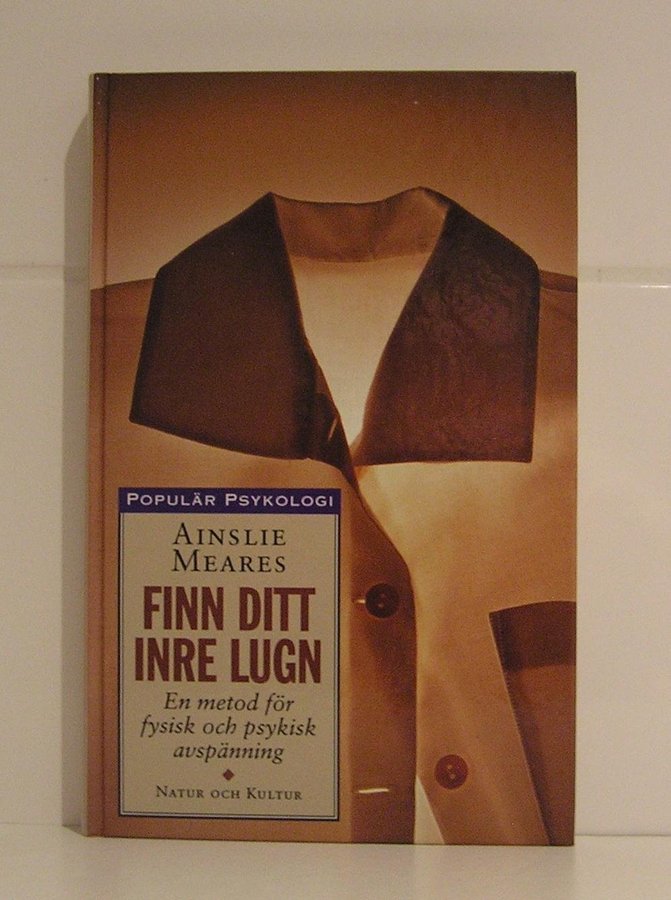 POPULÄR PSYKOLOGI
AINSLIE
MEARES
FINN DITT
INRE LUGN
En metod för
fysisk och psykisk
avspänning
NATUR OCH KULTUR